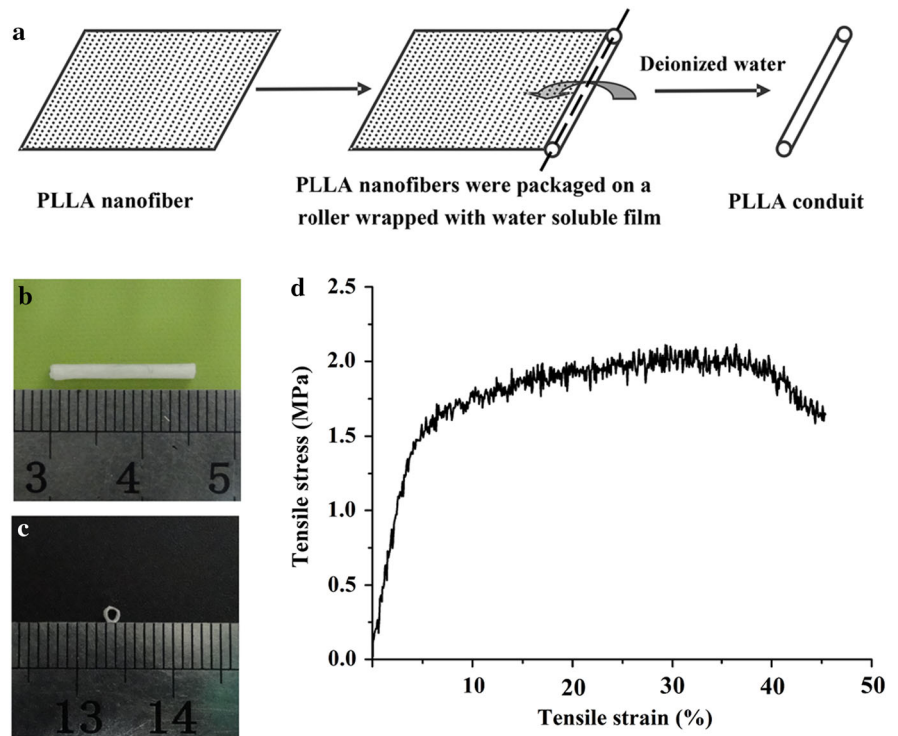 a
Deionized water
PLLA nanofiber
PLLA nanofibers were packaged on a
roller wrapped with water soluble film
PLLA conduit
b
3 4 5
c
13 14
d
2.5
2.0
1.5
1.0
0.5
0.0
Tensile stress (MPa)
10 20 30 40 50
Tensile strain (%)